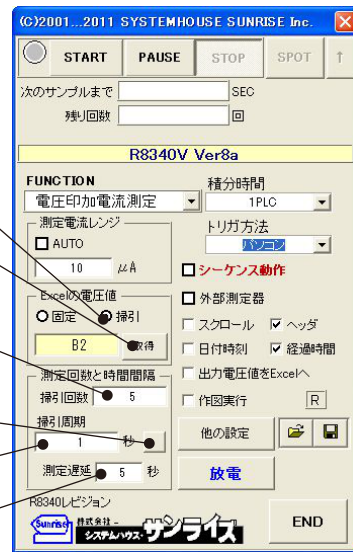 (C)2001...2011 SYSTEMHOUSE SUNRISE Inc.
START PAUSE STOP SPOT ↑
次のサンプルまで SEC
残り回数 回
R8340V Ver8a
FUNCTION 積分時間
電圧印加電流測定 1PLC
測定電流レンジ トリガ方法
AUTO パソコン
10 μA シーケンス動作
Excelの電圧値 外部測定器
固定 掃引 スクロール ヘッダ
B2 取得 日付時刻 経過時間
測定回数と時間間隔 出力電圧値をExcelへ
掃引回数 5 作図実行 R
掃引周期
1 秒 他の設定
測定遅延 5 秒 放電
R8340レビジョン
Sunrise 株式会社- システムハウス・サンライズ END